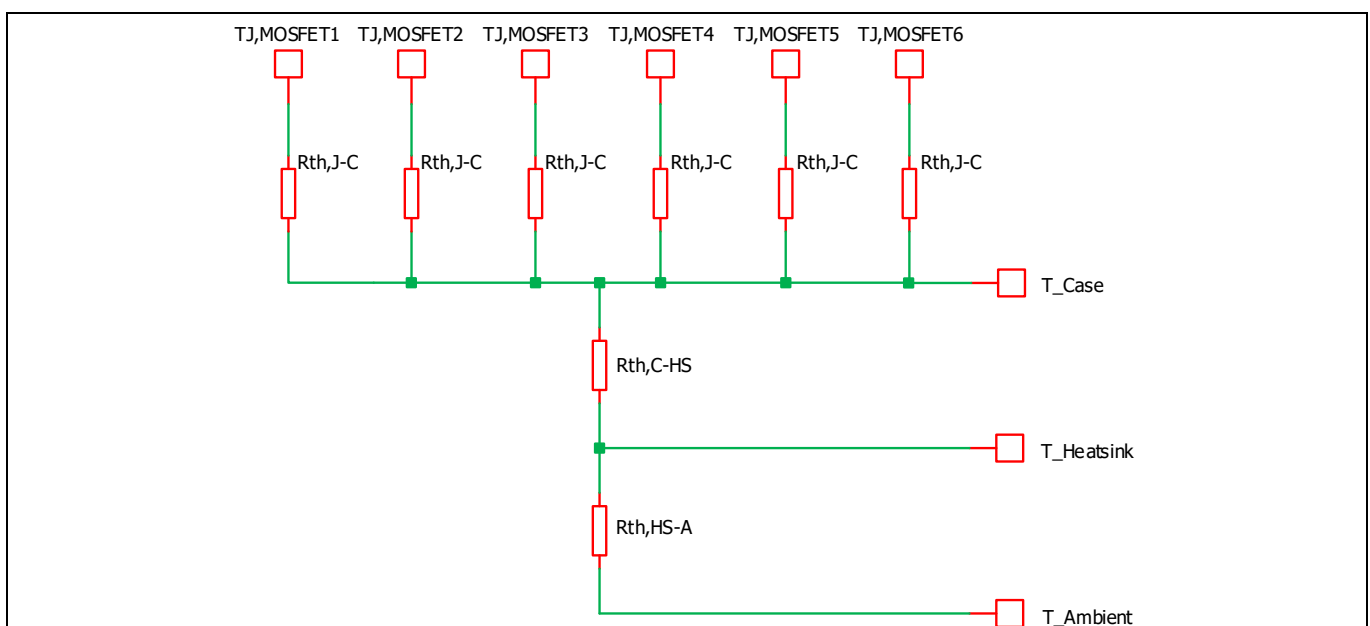 TJ,MOSFET1 TJ,MOSFET2 TJ,MOSFET3 TJ,MOSFET4 TJ,MOSFET5 TJ,MOSFET6
Rth,J-C Rth,J-C Rth,J-C Rth,J-C Rth,J-C Rth,J-C
T_Case
Rth,C-HS
T_Heatsink
Rth,HS-A
T_Ambient